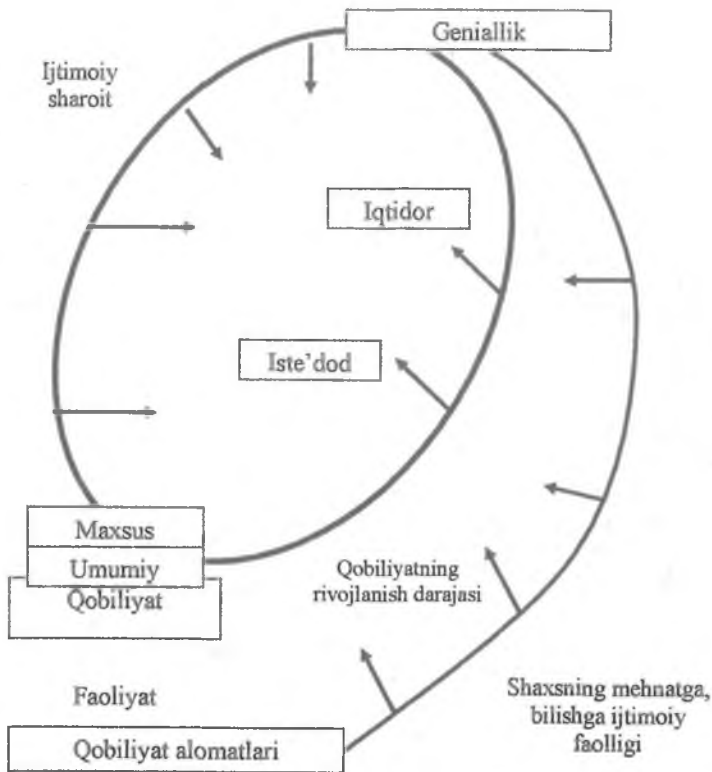 Geniallik
Ijtimoiy
sharoit
Iqtidor
Iste’dod
Maxsus
Umumiy
Qobiliyat
Qobiliyatning
rivojlanish darajasi
Faoliyat
Shaxsning mehnatga,
bilishga ijtimoiy
faolligi
Qobiliyat alomatlari